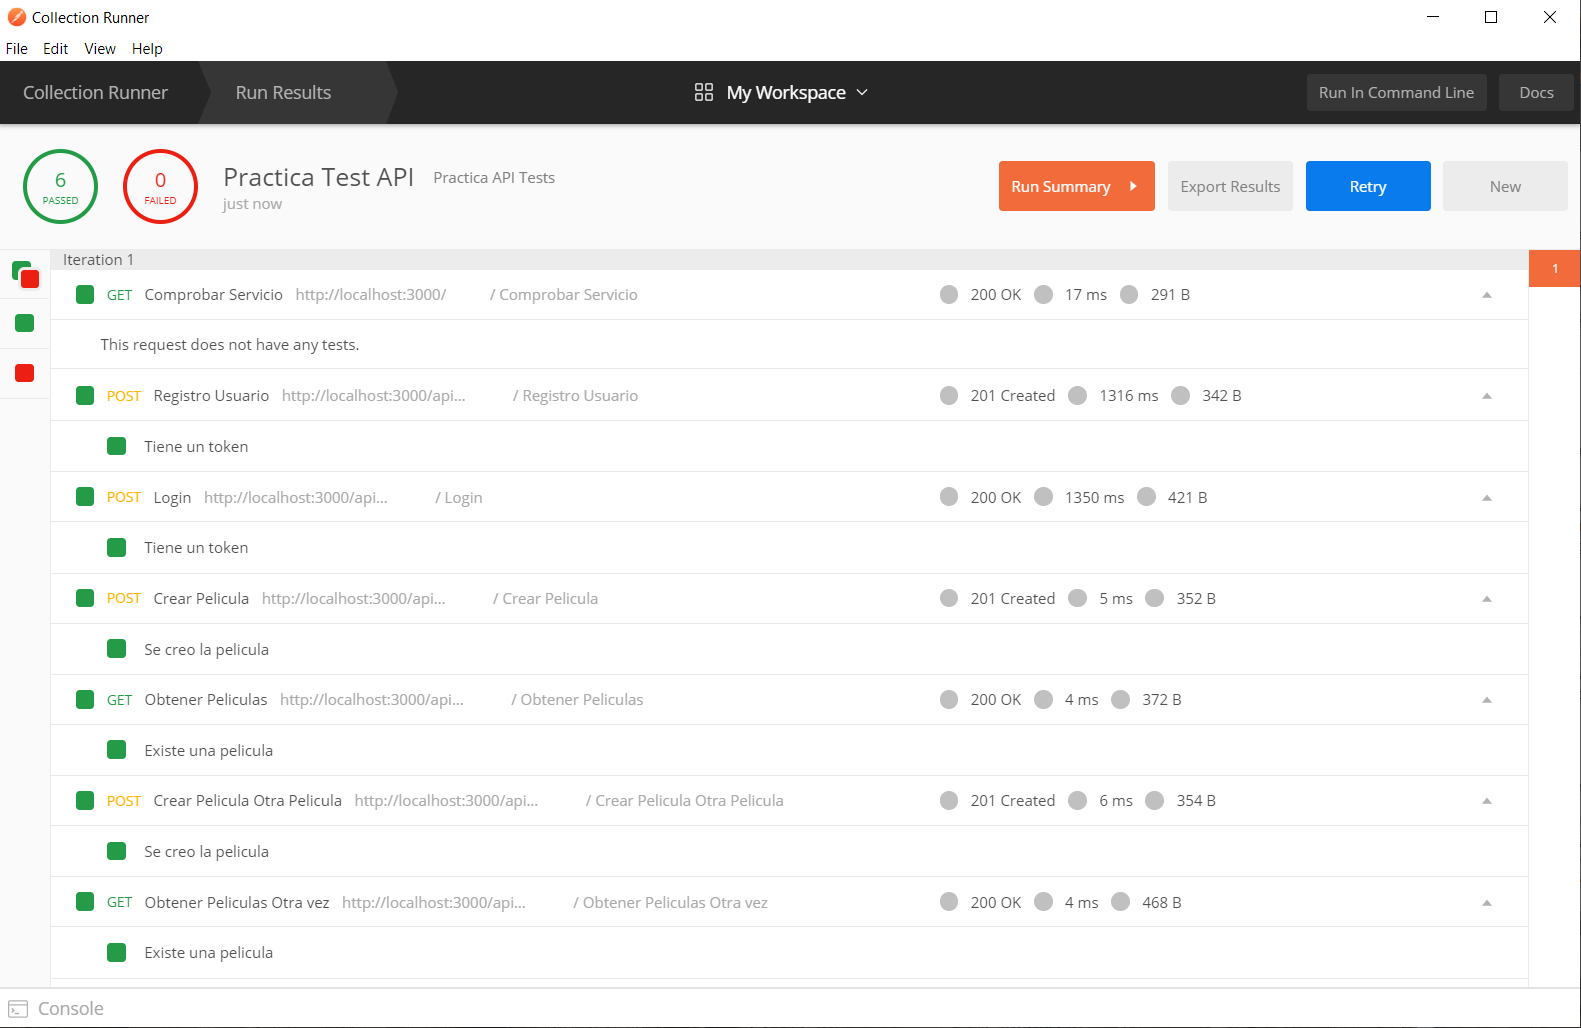 Collection Runner
File Edit View Help
Collection Runner Run Results My Workspace Run In Command Line Docs
6 PASSED
0 FAILED
Practica Test API Practica API Tests
just now
Run Summary Export Results Retry New
Iteration 1
1
GET Comprobar Servicio http://localhost:3000/ / Comprobar Servicio 200 OK 17 ms 291 B
This request does not have any tests.
POST Registro Usuario http://localhost:3000/api... / Registro Usuario 201 Created 1316 ms 342 B
Tiene un token
POST Login http://localhost:3000/api... / Login 200 OK 1350 ms 421 B
Tiene un token
POST Crear Pelicula http://localhost:3000/api... / Crear Pelicula 201 Created 5 ms 352 B
Se creo la pelicula
GET Obtener Peliculas http://localhost:3000/api... / Obtener Peliculas 200 OK 4 ms 372 B
Existe una pelicula
POST Crear Pelicula Otra Pelicula http://localhost:3000/api... / Crear Pelicula Otra Pelicula 201 Created 6 ms 354 B
Se creo la pelicula
GET Obtener Peliculas Otra vez http://localhost:3000/api... / Obtener Peliculas Otra vez 200 OK 4 ms 468 B
Existe una pelicula
Console